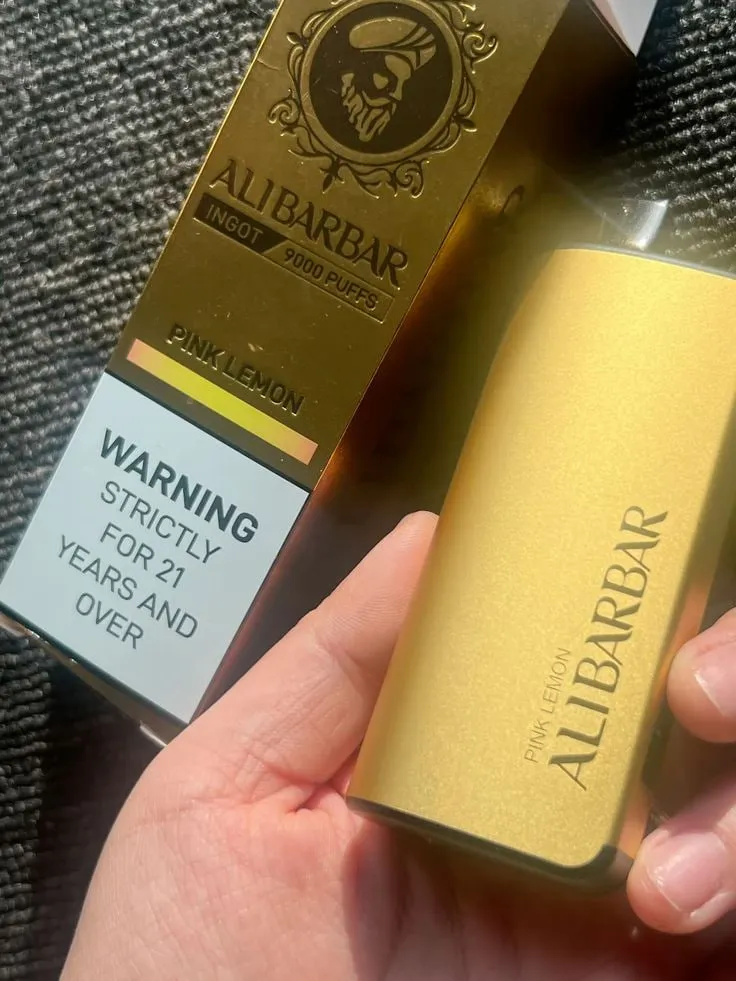 ALIBARBAR
INGOT
9000 PUFFS
PINK LEMON
WARNING
STRICTLY
FOR 21
YEARS AND
OVER
PINK LEMON
ALIBARBAR